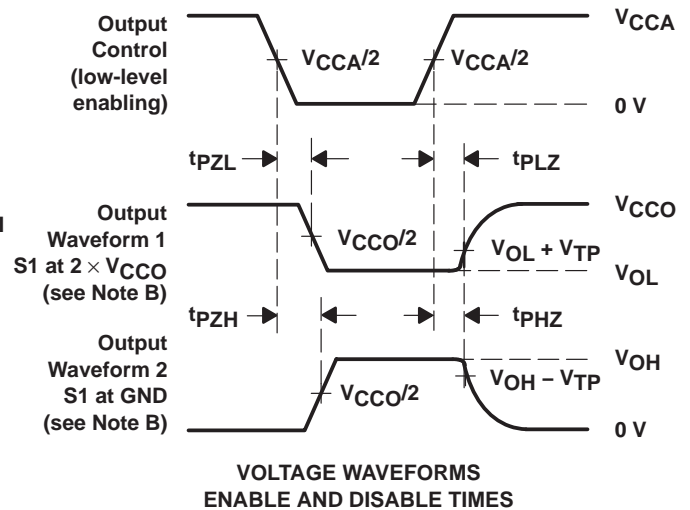 Output
Control
(low-level
enabling)
VCCA/2
VCCA/2
VCCA
0 V
tPZL
tPLZ
Output
Waveform 1
S1 at 2 × VCCO
(see Note B)
VCCO/2
VCCO
VOL + VTP
VOL
tPZH
tPHZ
Output
Waveform 2
S1 at GND
(see Note B)
VCCO/2
VOH
VOH − VTP
0 V
VOLTAGE WAVEFORMS
ENABLE AND DISABLE TIMES